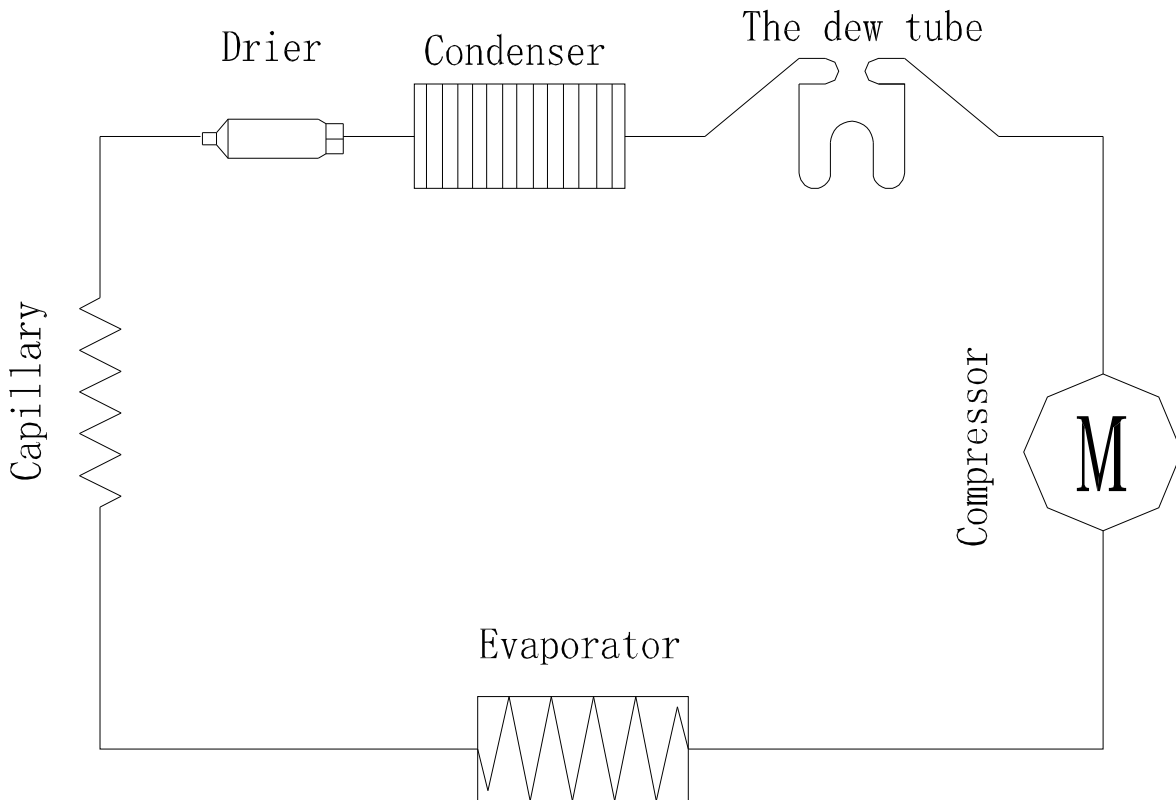 The dew tube
Drier
Condenser
Capillary
Compressor
M
Evaporator